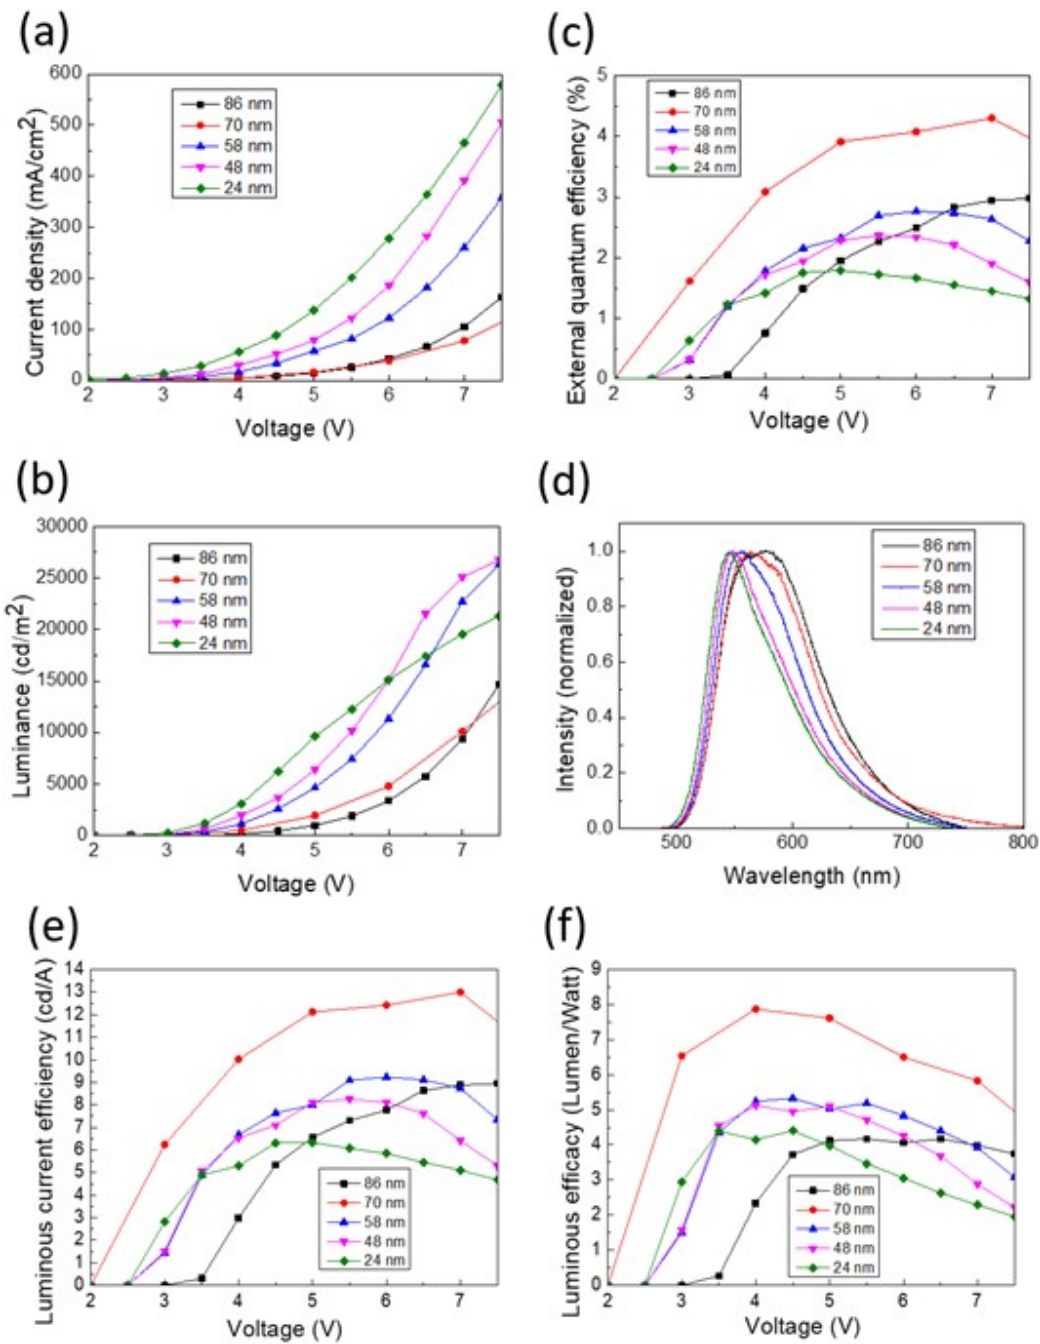 (a)
600
500
400
300
200
100
0
2 3 4 5 6 7
Current density (mA/cm2)
Voltage (V)
86 nm
70 nm
58 nm
48 nm
24 nm
(c)
5
4
3
2
1
0
2 3 4 5 6 7
External quantum efficiency (%)
Voltage (V)
86 nm
70 nm
58 nm
48 nm
24 nm
(b)
30000
25000
20000
15000
10000
5000
0
2 3 4 5 6 7
Luminance (cd/m2)
Voltage (V)
86 nm
70 nm
58 nm
48 nm
24 nm
(d)
1.0
0.8
0.6
0.4
0.2
0.0
500 600 700 800
Intensity (normalized)
Wavelength (nm)
86 nm
70 nm
58 nm
48 nm
24 nm
(e)
14
13
12
11
10
9
8
7
6
5
4
3
2
1
0
2 3 4 5 6 7
Luminous current efficiency (cd/A)
Voltage (V)
86 nm
70 nm
58 nm
48 nm
24 nm
(f)
9
8
7
6
5
4
3
2
1
0
2 3 4 5 6 7
Luminous efficacy (Lumen/Watt)
Voltage (V)
86 nm
70 nm
58 nm
48 nm
24 nm